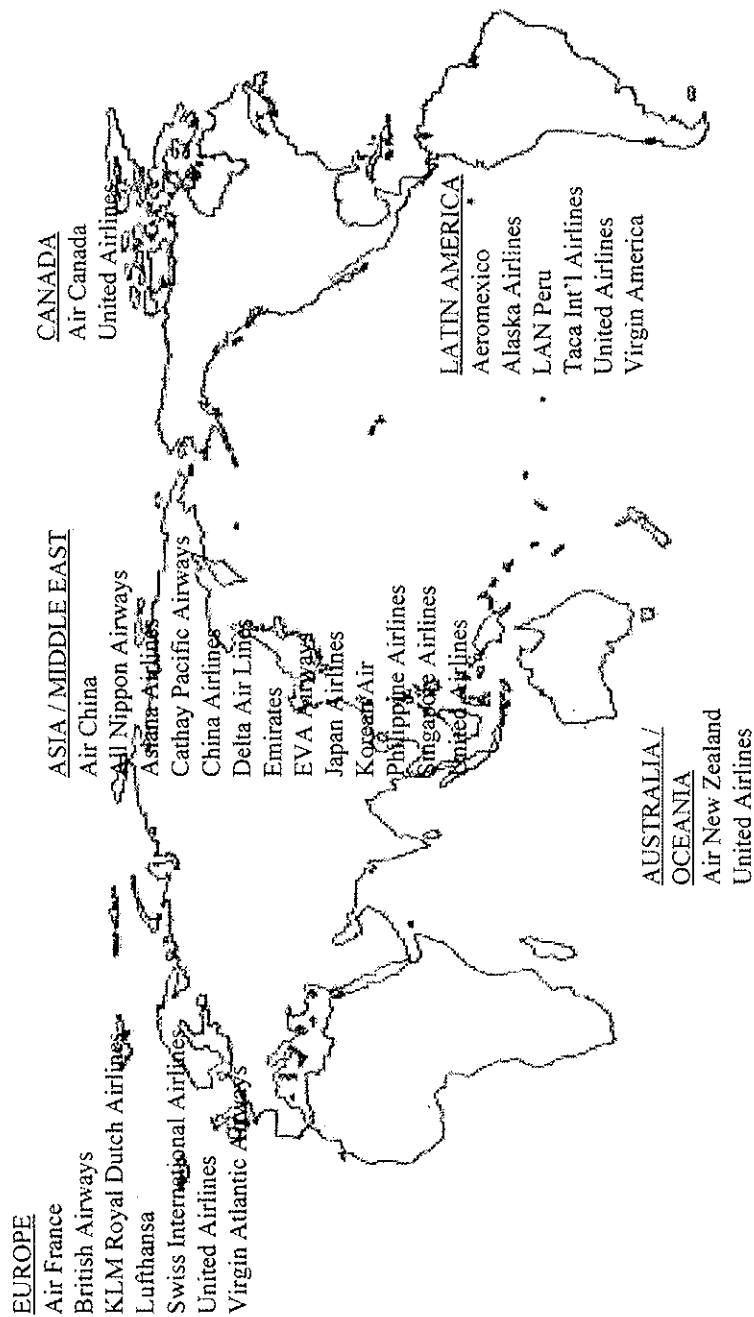 EUROPE
Air France
British Airways
KLM Royal Dutch Airlines
Lufthansa
Swiss International Airlines
United Airlines
Virgin Atlantic Airways
ASIA / MIDDLE EAST
Air China
All Nippon Airways
Asiana Airlines
Cathay Pacific Airways
China Airlines
Delta Air Lines
Emirates
EVA Airways
Japan Airlines
Korean Air
Philippine Airlines
Singapore Airlines
United Airlines
CANADA
Air Canada
United Airlines
AUSTRALIA /
OCEANIA
Air New Zealand
United Airlines
LATIN AMERICA
Aeromexico
Alaska Airlines
LAN Peru
Taca Int'l Airlines
United Airlines
Virgin America